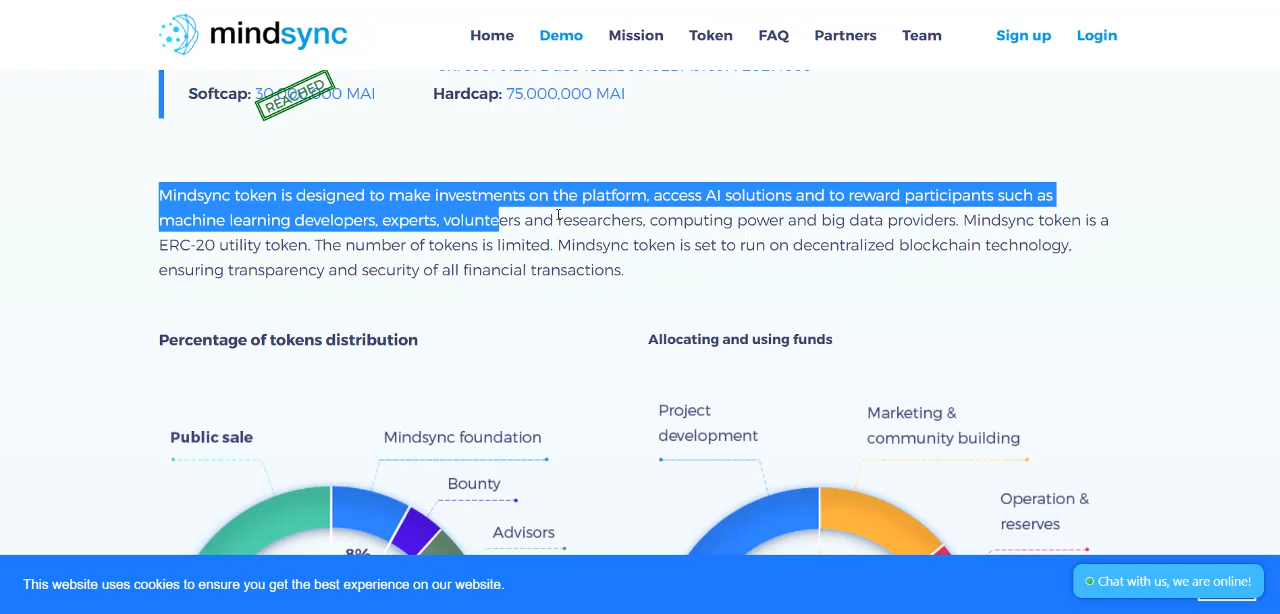 mindsync
Home Demo Mission Token FAQ Partners Team Sign up Login
Softcap: 30,000,000 MAI Hardcap: 75,000,000 MAI
REACHED
Mindsync token is designed to make investments on the platform, access AI solutions and to reward participants such as
machine learning developers, experts, volunteers and researchers, computing power and big data providers. Mindsync token is a
ERC-20 utility token. The number of tokens is limited. Mindsync token is set to run on decentralized blockchain technology,
ensuring transparency and security of all financial transactions.
Percentage of tokens distribution
Allocating and using funds
Public sale
Mindsync foundation
Bounty
Advisors
8%
Project
development
Marketing &
community building
Operation &
reserves
This website uses cookies to ensure you get the best experience on our website.
Chat with us, we are online!